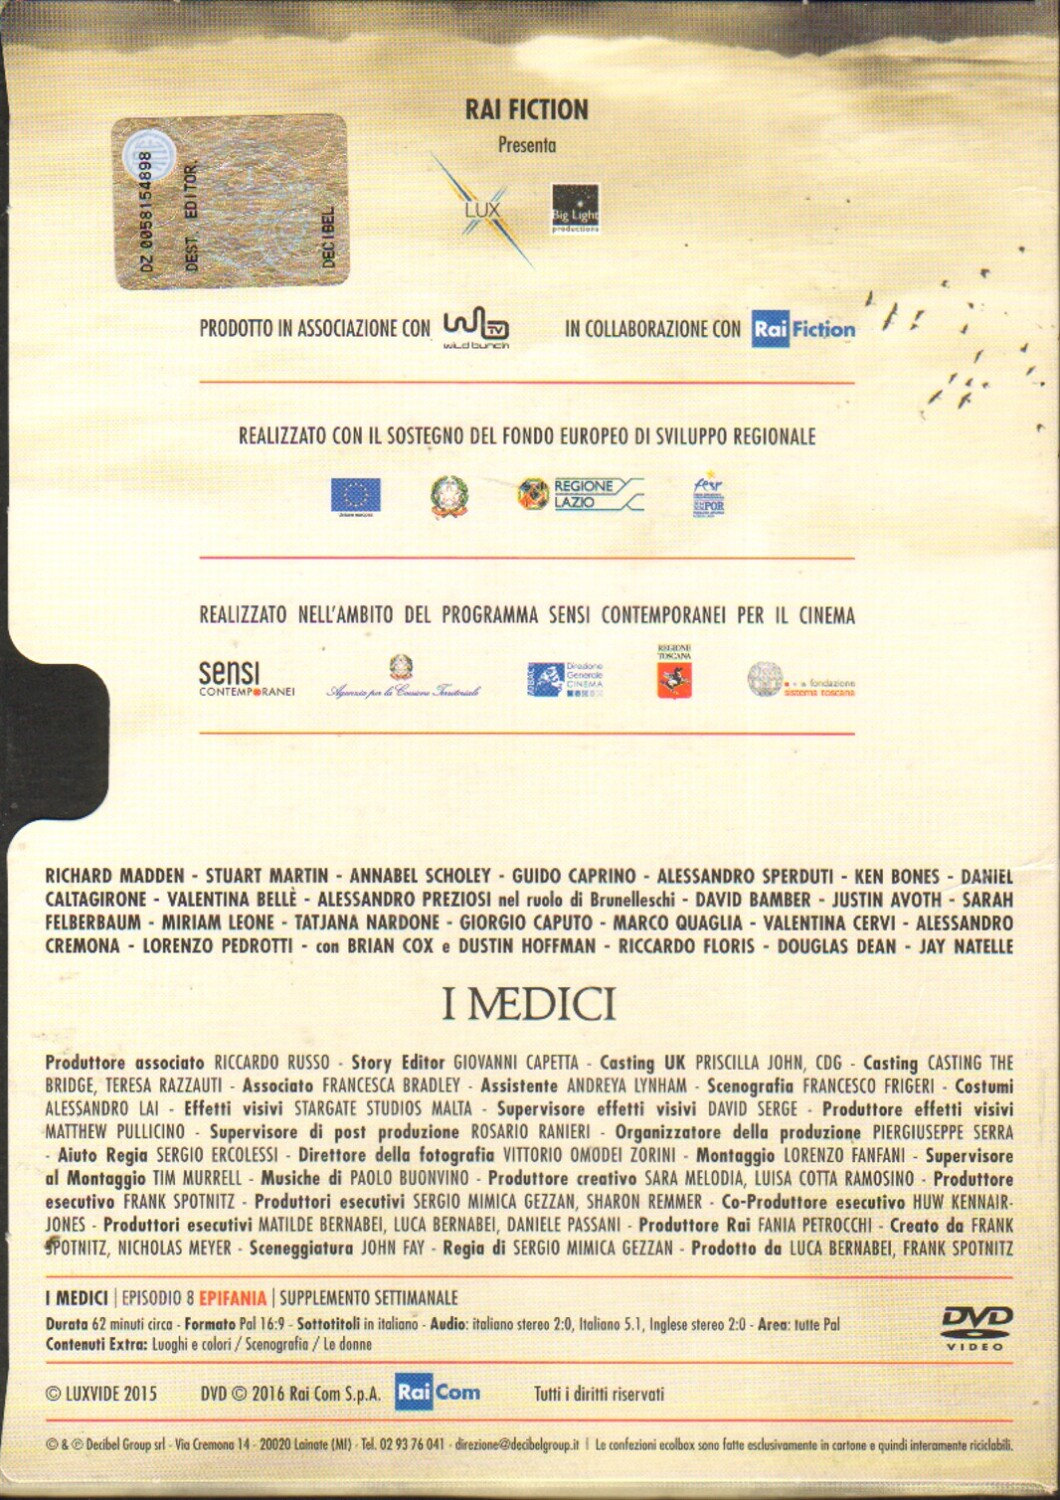 RAI FICTION
Presenta
DZ 0058154898
DEST. EDITOR.
DECIBEL
LUX
Big Light
productions
PRODOTTO IN ASSOCIAZIONE CON
TV
wild bunch
IN COLLABORAZIONE CON
Rai Fiction
REALIZZATO CON IL SOSTEGNO DEL FONDO EUROPEO DI SVILUPPO REGIONALE
REGIONE
LAZIO
fesr
POR
REALIZZATO NELL'AMBITO DEL PROGRAMMA SENSI CONTEMPORANEI PER IL CINEMA
sensi
CONTEMPORANEI
Agenzia per la Coesione Territoriale
Direzione
Generale
CINEMA
REGIONE
TOSCANA
fondazione
sistema toscana
RICHARD MADDEN - STUART MARTIN - ANNABEL SCHOLEY - GUIDO CAPRINO - ALESSANDRO SPERDUTI - KEN BONES - DANIEL
CALTAGIRONE - VALENTINA BELLÈ - ALESSANDRO PREZIOSI nel ruolo di Brunelleschi - DAVID BAMBER - JUSTIN AVOTH - SARAH
FELBERBAUM - MIRIAM LEONE - TATJANA NARDONE - GIORGIO CAPUTO - MARCO QUAGLIA - VALENTINA CERVI - ALESSANDRO
CREMONA - LORENZO PEDROTTI - con BRIAN COX e DUSTIN HOFFMAN - RICCARDO FLORIS - DOUGLAS DEAN - JAY NATELLE
I MEDICI
Produttore associato RICCARDO RUSSO - Story Editor GIOVANNI CAPETTA - Casting UK PRISCILLA JOHN, CDG - Casting CASTING THE
BRIDGE, TERESA RAZZAUTI - Associato FRANCESCA BRADLEY - Assistente ANDREYA LYNHAM - Scenografia FRANCESCO FRIGERI - Costumi
ALESSANDRO LAI - Effetti visivi STARGATE STUDIOS MALTA - Supervisore effetti visivi DAVID SERGE - Produttore effetti visivi
MATTHEW PULLICINO - Supervisore di post produzione ROSARIO RANIERI - Organizzatore della produzione PIERGIUSEPPE SERRA
- Aiuto Regia SERGIO ERCOLESSI - Direttore della fotografia VITTORIO OMODEI ZORINI - Montaggio LORENZO FANFANI - Supervisore
al Montaggio TIM MURRELL - Musiche di PAOLO BUONVINO - Produttore creativo SARA MELODIA, LUISA COTTA RAMOSINO - Produttore
esecutivo FRANK SPOTNITZ - Produttori esecutivi SERGIO MIMICA GEZZAN, SHARON REMMER - Co-Produttore esecutivo HUW KENNAIR-
JONES - Produttori esecutivi MATILDE BERNABEI, LUCA BERNABEI, DANIELE PASSANI - Produttore Rai FANIA PETROCCHI - Creato da FRANK
SPOTNITZ, NICHOLAS MEYER - Sceneggiatura JOHN FAY - Regia di SERGIO MIMICA GEZZAN - Prodotto da LUCA BERNABEI, FRANK SPOTNITZ
I MEDICI | EPISODIO 8 EPIFANIA | SUPPLEMENTO SETTIMANALE
Durata 62 minuti circa - Formato Pal 16:9 - Sottotitoli in italiano - Audio: italiano stereo 2:0, Italiano 5.1, Inglese stereo 2:0 - Area: tutte Pal
Contenuti Extra: Luoghi e colori / Scenografia / Le donne
DVD
VIDEO
© LUXVIDE 2015 DVD © 2016 Rai Com S.p.A. Rai Com Tutti i diritti riservati
© & ℗ Decibel Group srl - Via Cremona 14 - 20020 Lainate (MI) - Tel. 02 93 76 041 - direzione@decibelgroup.it | Le confezioni ecolbox sono fatte esclusivamente in cartone e quindi interamente riciclabili.